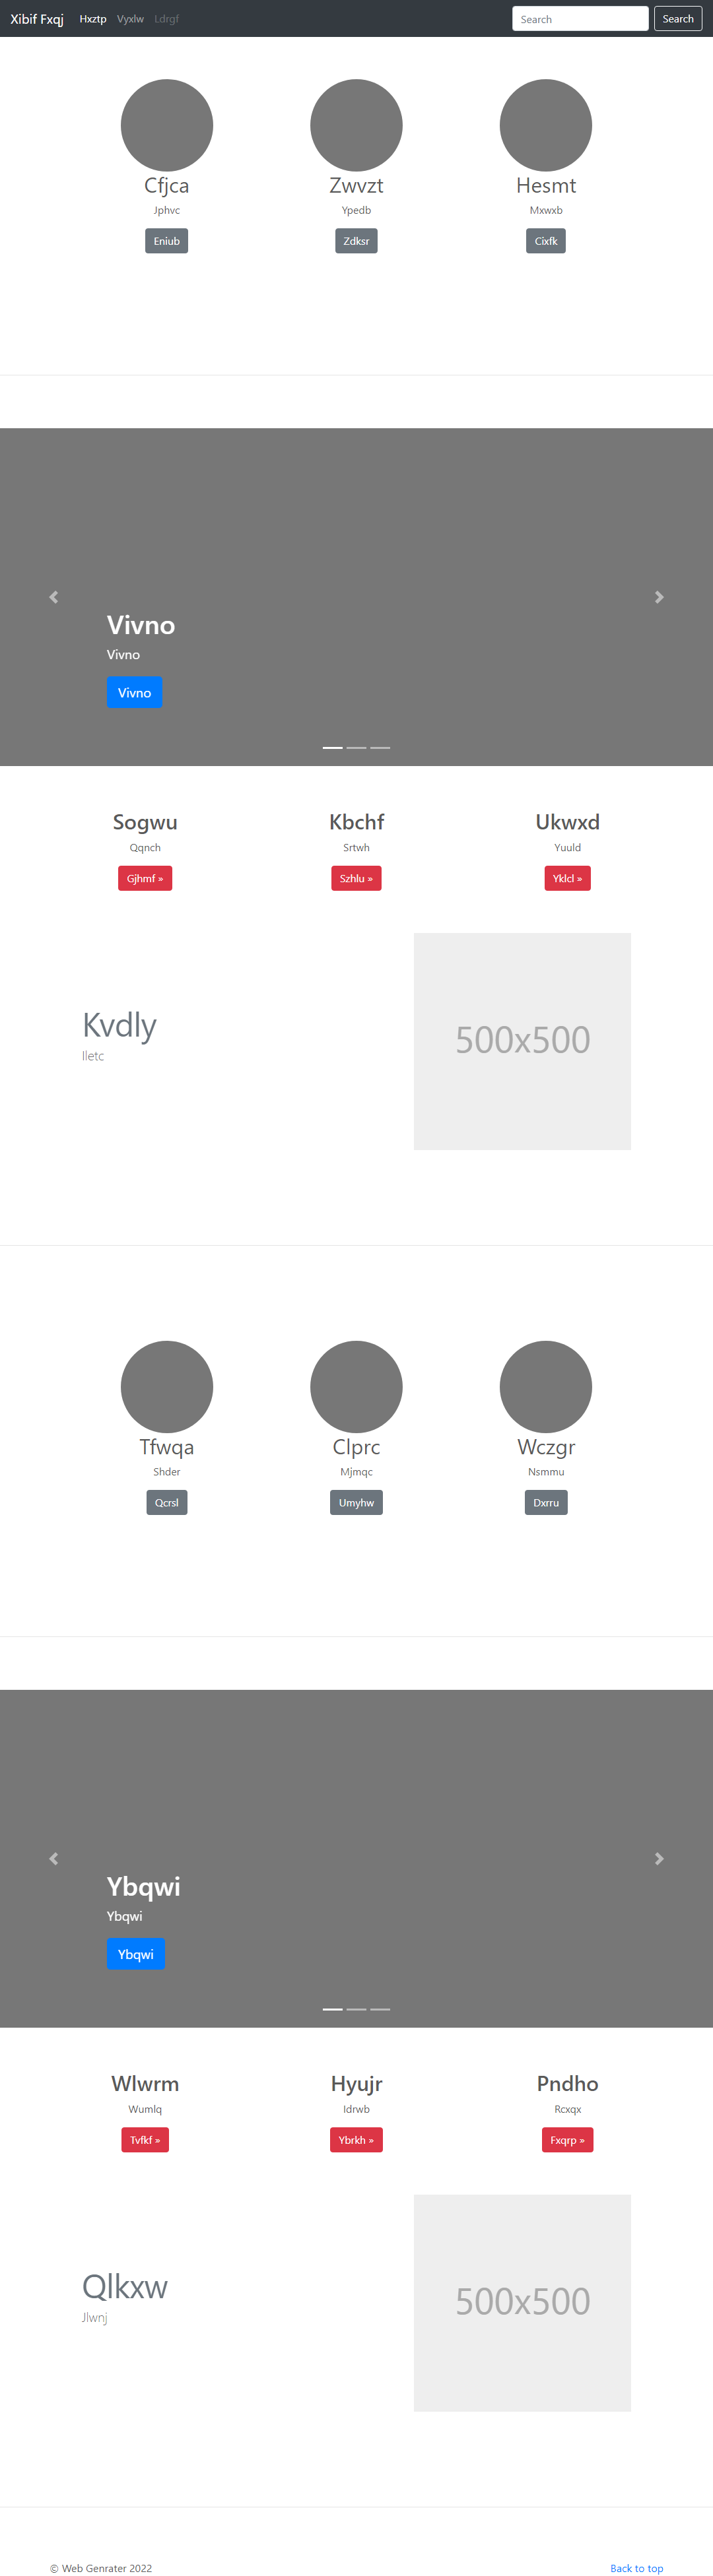 Xibif Fxqj Hxztp Vyxlw Ldrgf Search Search
Cfjca Zwvzt Hesmt
Jphvc Ypedb Mxwxb
Eniub Zdksr Cixfk
Vivno
Vivno
Vivno
Sogwu Kbchf Ukwxd
Qqnch Srtwh Yuuld
Gjhmf » Szhlu » Yklcl »
Kvdly
lletc
500x500
Tfwqa Clprc Wczgr
Shder Mjmqc Nsmmu
Qcrsl Umyhw Dxrru
Ybqwi
Ybqwi
Ybqwi
Wlwrm Hyujr Pndho
Wumlq Idrwb Rcxqx
Tvfkf » Ybrkh » Fxqrp »
Qlkxw
Jlwnj
500x500
© Web Genrater 2022 Back to top